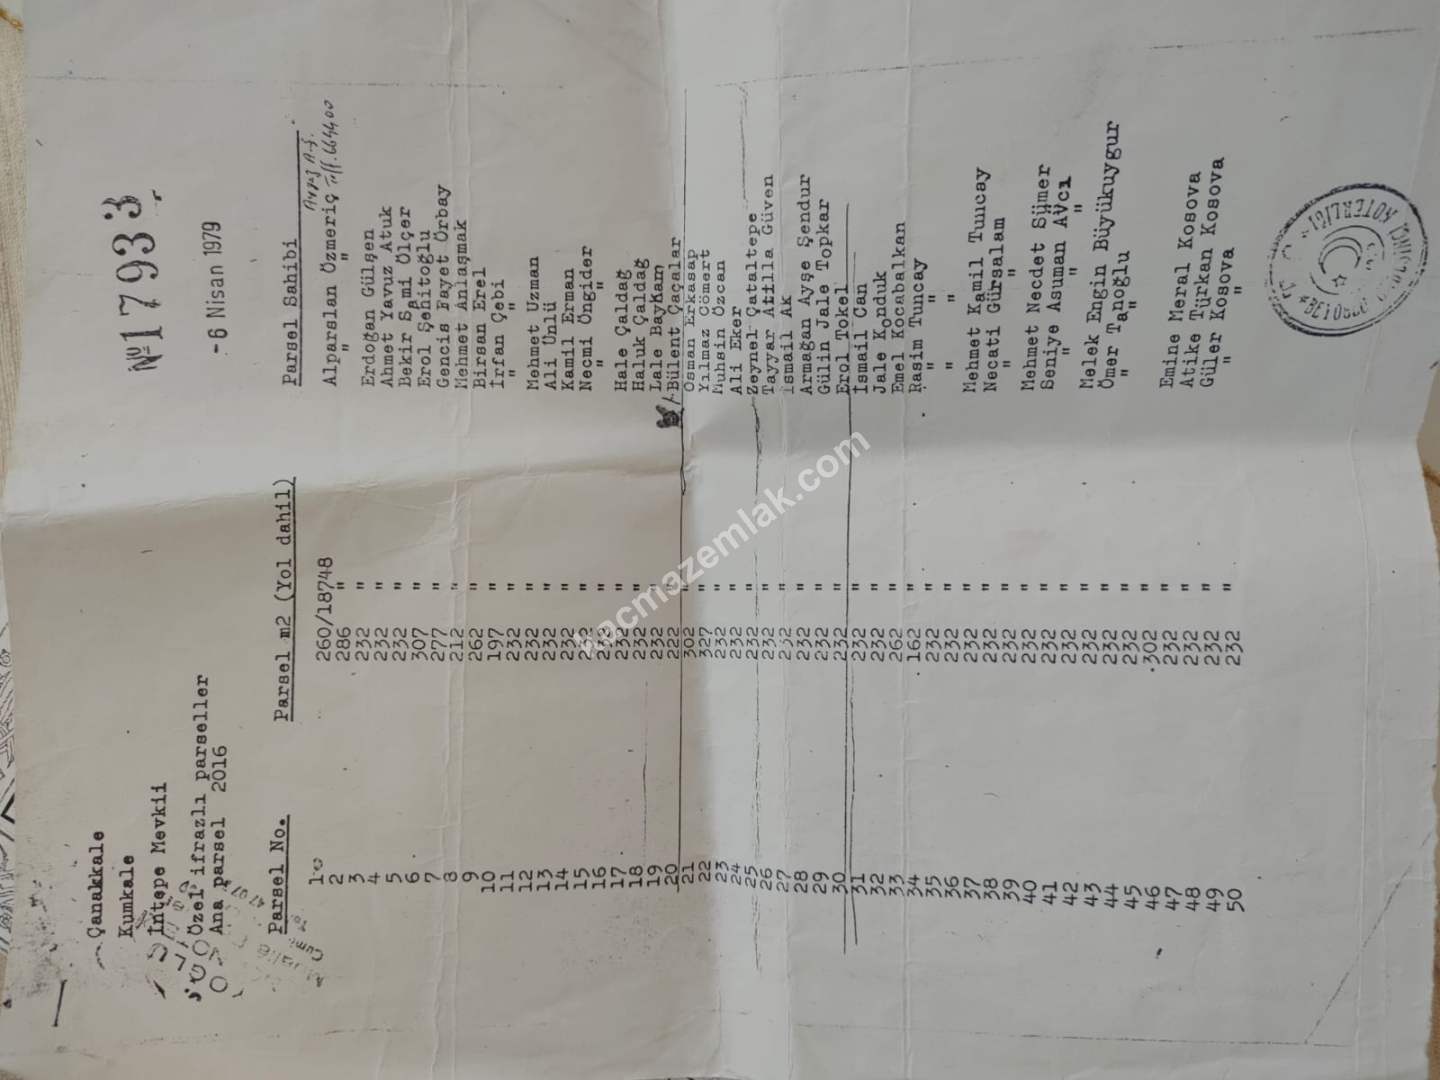 Nº 17933
- 6 Nisan 1979
Çanakkale
Kumkale
İntepe Mevkii
Özel ifrazlı parseller
Ana parsel 2016
Parsel No. Parsel m2 (Yol dahil) Parsel Sahibi
1 260/18748 Alparslan Özmeriç
2 286 " " "
3 232 " Erdoğan Gülşen
4 232 " Ahmet Yavuz Atuk
5 232 " Bekir Sami Ölçer
6 307 " Erol Şehitoğlu
7 277 " Gencis Fayet Orbay
8 212 " Mehmet Anlaşmak
9 262 " Birsan Erel
10 197 " İrfan Çebi
11 232 " " "
12 232 " Mehmet Uzman
13 232 " Ali Ünlü
14 232 " Kamil Erman
15 232 " Necmi Öngider
16 232 " " "
17 232 " Hale Çaldağ
18 232 " Haluk Çaldağ
19 232 " Lale Baykam
20 222 " Bülent Çaçalar
21 302 " Osman Erkasap
22 327 " Yılmaz Cömert
23 232 " Muhsin Özcan
24 232 " Ali Eker
25 232 " Zeynel Çataltepe
26 232 " Tayyar Atilla Güven
27 232 " İsmail Ak
28 232 " Armağan Ayşe Şendur
29 232 " Gülin Jale Topkar
30 232 " Erol Tokel
31 232 " İsmail Can
32 232 " Jale Konduk
33 262 " Emel Kocabalkan
34 162 " Rasim Tuncay
35 232 " " "
36 232 " " "
37 232 " Mehmet Kamil Tuncay
38 232 " Necati Gürsalam
39 232 " " "
40 232 " Mehmet Necdet Sümer
41 232 " Seniye Asuman Avcı
42 232 " " " "
43 232 " Melek Engin Büyükuygur
44 232 " Ömer Tanoğlu
45 232 " " "
46 302 "
47 232 " Emine Meral Kosova
48 232 " Atike Türkan Kosova
49 232 " Güler Kosova
50 232 " " "
kacmazemlak.com